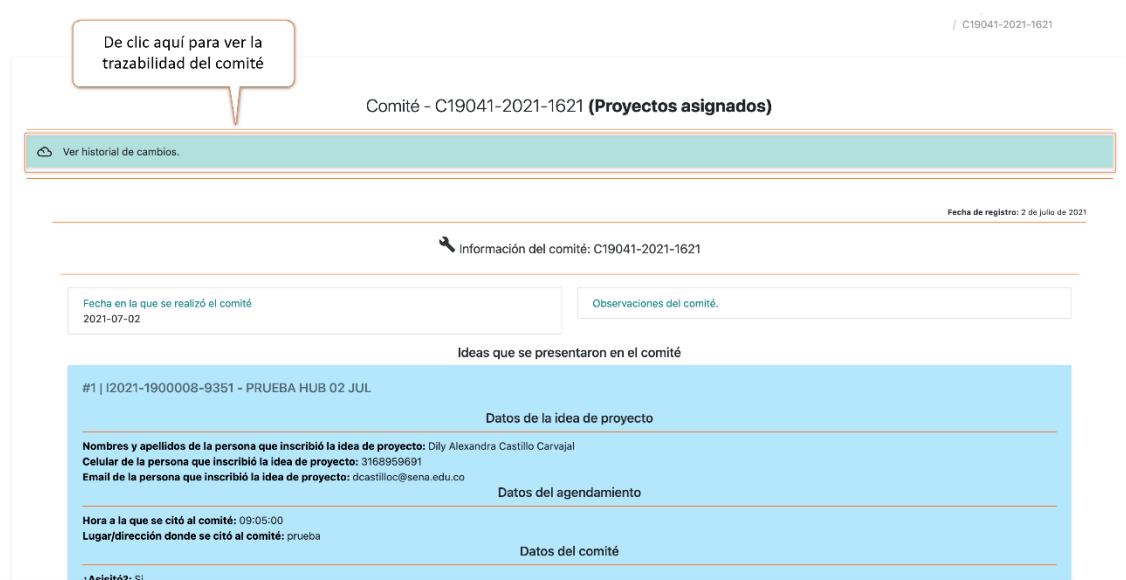 / C19041-2021-1621
De clic aquí para ver la
trazabilidad del comité
Comité - C19041-2021-1621 (Proyectos asignados)
Ver historial de cambios.
Fecha de registro: 2 de julio de 2021
Información del comité: C19041-2021-1621
Fecha en la que se realizó el comité
2021-07-02
Observaciones del comité.
Ideas que se presentaron en el comité
#1 | I2021-1900008-9351 - PRUEBA HUB 02 JUL
Datos de la idea de proyecto
Nombres y apellidos de la persona que inscribió la idea de proyecto: Dily Alexandra Castillo Carvajal
Celular de la persona que inscribió la idea de proyecto: 3168959691
Email de la persona que inscribió la idea de proyecto: dcastilloc@sena.edu.co
Datos del agendamiento
Hora a la que se citó al comité: 09:05:00
Lugar/dirección donde se citó al comité: prueba
Datos del comité
¿Asisitó?: Si